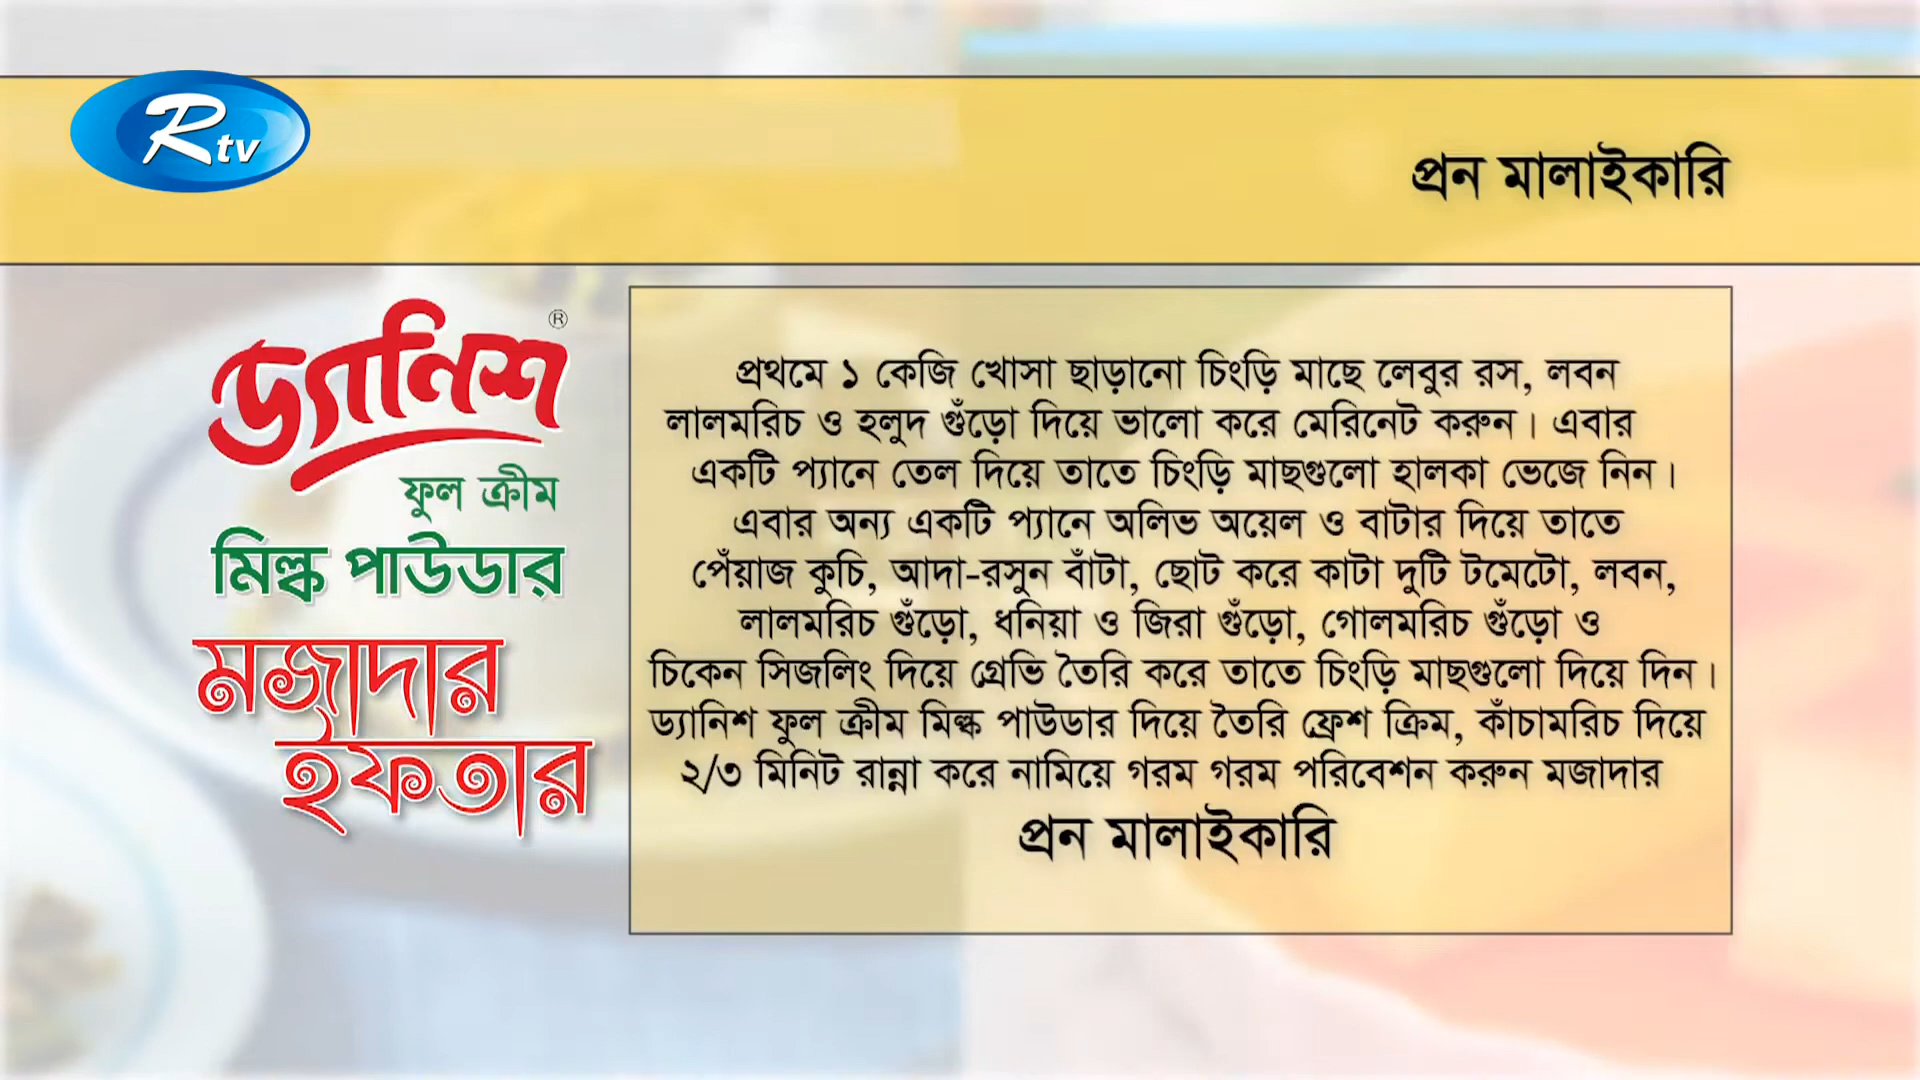 Rtv
প্রন মালাইকারি
ড্যানিশ ®
ফুল ক্রীম
মিল্ক পাউডার
মজাদার
ইফতার
প্রথমে ১ কেজি খোসা ছাড়ানো চিংড়ি মাছে লেবুর রস, লবন
লালমরিচ ও হলুদ গুঁড়ো দিয়ে ভালো করে মেরিনেট করুন। এবার
একটি প্যানে তেল দিয়ে তাতে চিংড়ি মাছগুলো হালকা ভেজে নিন।
এবার অন্য একটি প্যানে অলিভ অয়েল ও বাটার দিয়ে তাতে
পেঁয়াজ কুচি, আদা-রসুন বাঁটা, ছোট করে কাটা দুটি টমেটো, লবন,
লালমরিচ গুঁড়ো, ধনিয়া ও জিরা গুঁড়ো, গোলমরিচ গুঁড়ো ও
চিকেন সিজলিং দিয়ে গ্রেভি তৈরি করে তাতে চিংড়ি মাছগুলো দিয়ে দিন।
ড্যানিশ ফুল ক্রীম মিল্ক পাউডার দিয়ে তৈরি ফ্রেশ ক্রিম, কাঁচামরিচ দিয়ে
২/৩ মিনিট রান্না করে নামিয়ে গরম গরম পরিবেশন করুন মজাদার
প্রন মালাইকারি